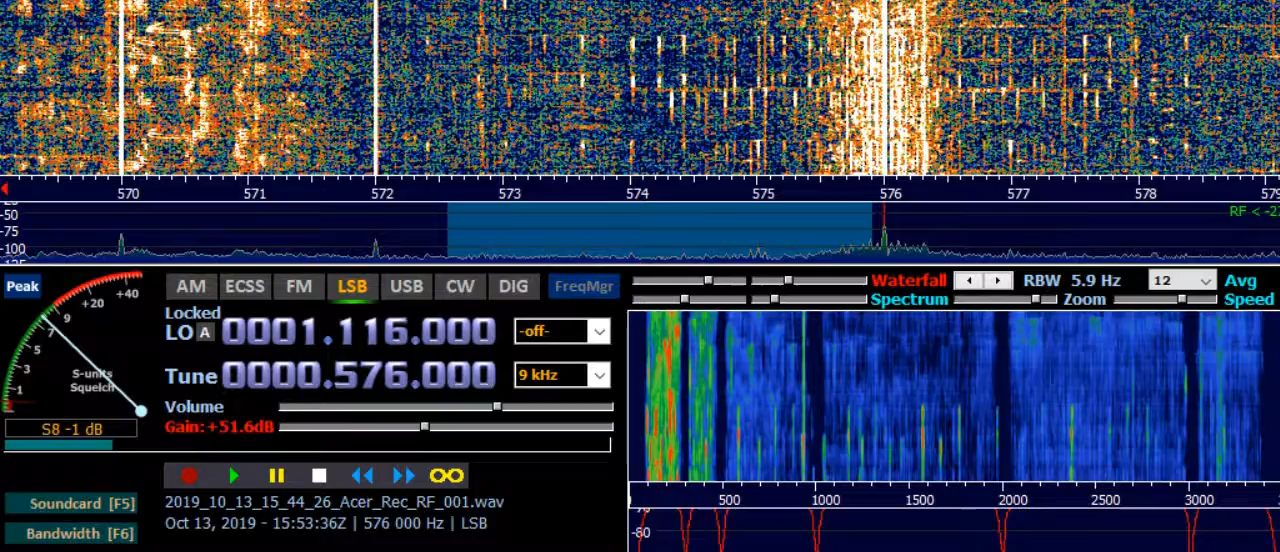 570 571 572 573 574 575 576 577 578 579
-50
-75
-100
RF <
Peak
AM ECSS FM LSB USB CW DIG FreqMgr
Waterfall
RBW 5.9 Hz 12 Avg
Spectrum Zoom Speed
+20 +40
9
7
5
3
1
S-units
Squelch
S8 -1 dB
Locked
LO A 0001.116.000 -off-
Tune 0000.576.000 9 kHz
Volume
Gain: +51.6dB
2019_10_13_15_44_26_Acer_Rec_RF_001.wav
Oct 13, 2019 - 15:53:36Z | 576 000 Hz | LSB
Soundcard [F5]
Bandwidth [F6]
0 500 1000 1500 2000 2500 3000
-80